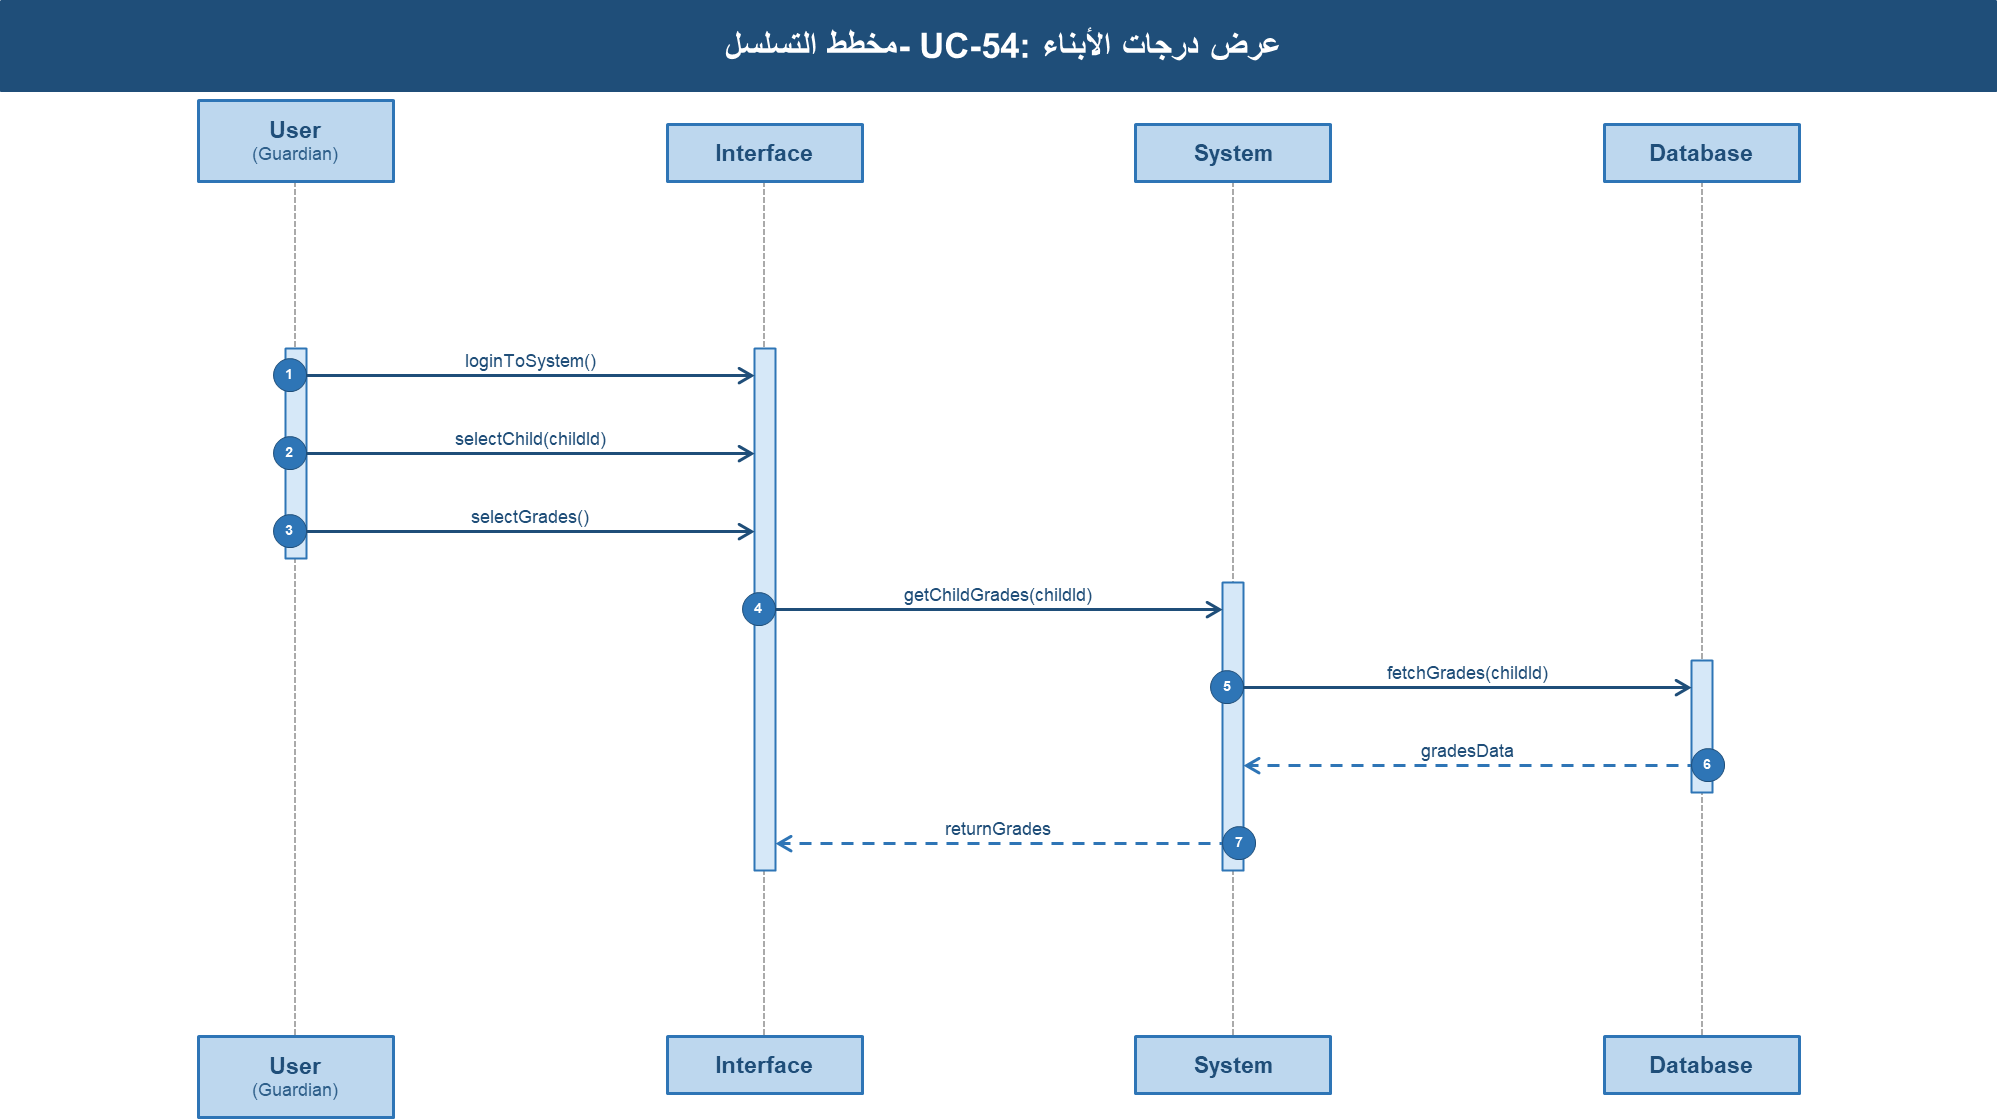 مخطط التسلسل - UC-54: عرض درجات الأبناء
User
(Guardian)
Interface
System
Database
1
loginToSystem()
2
selectChild(childId)
3
selectGrades()
4
getChildGrades(childId)
5
fetchGrades(childId)
gradesData
6
returnGrades
7
User
(Guardian)
Interface
System
Database